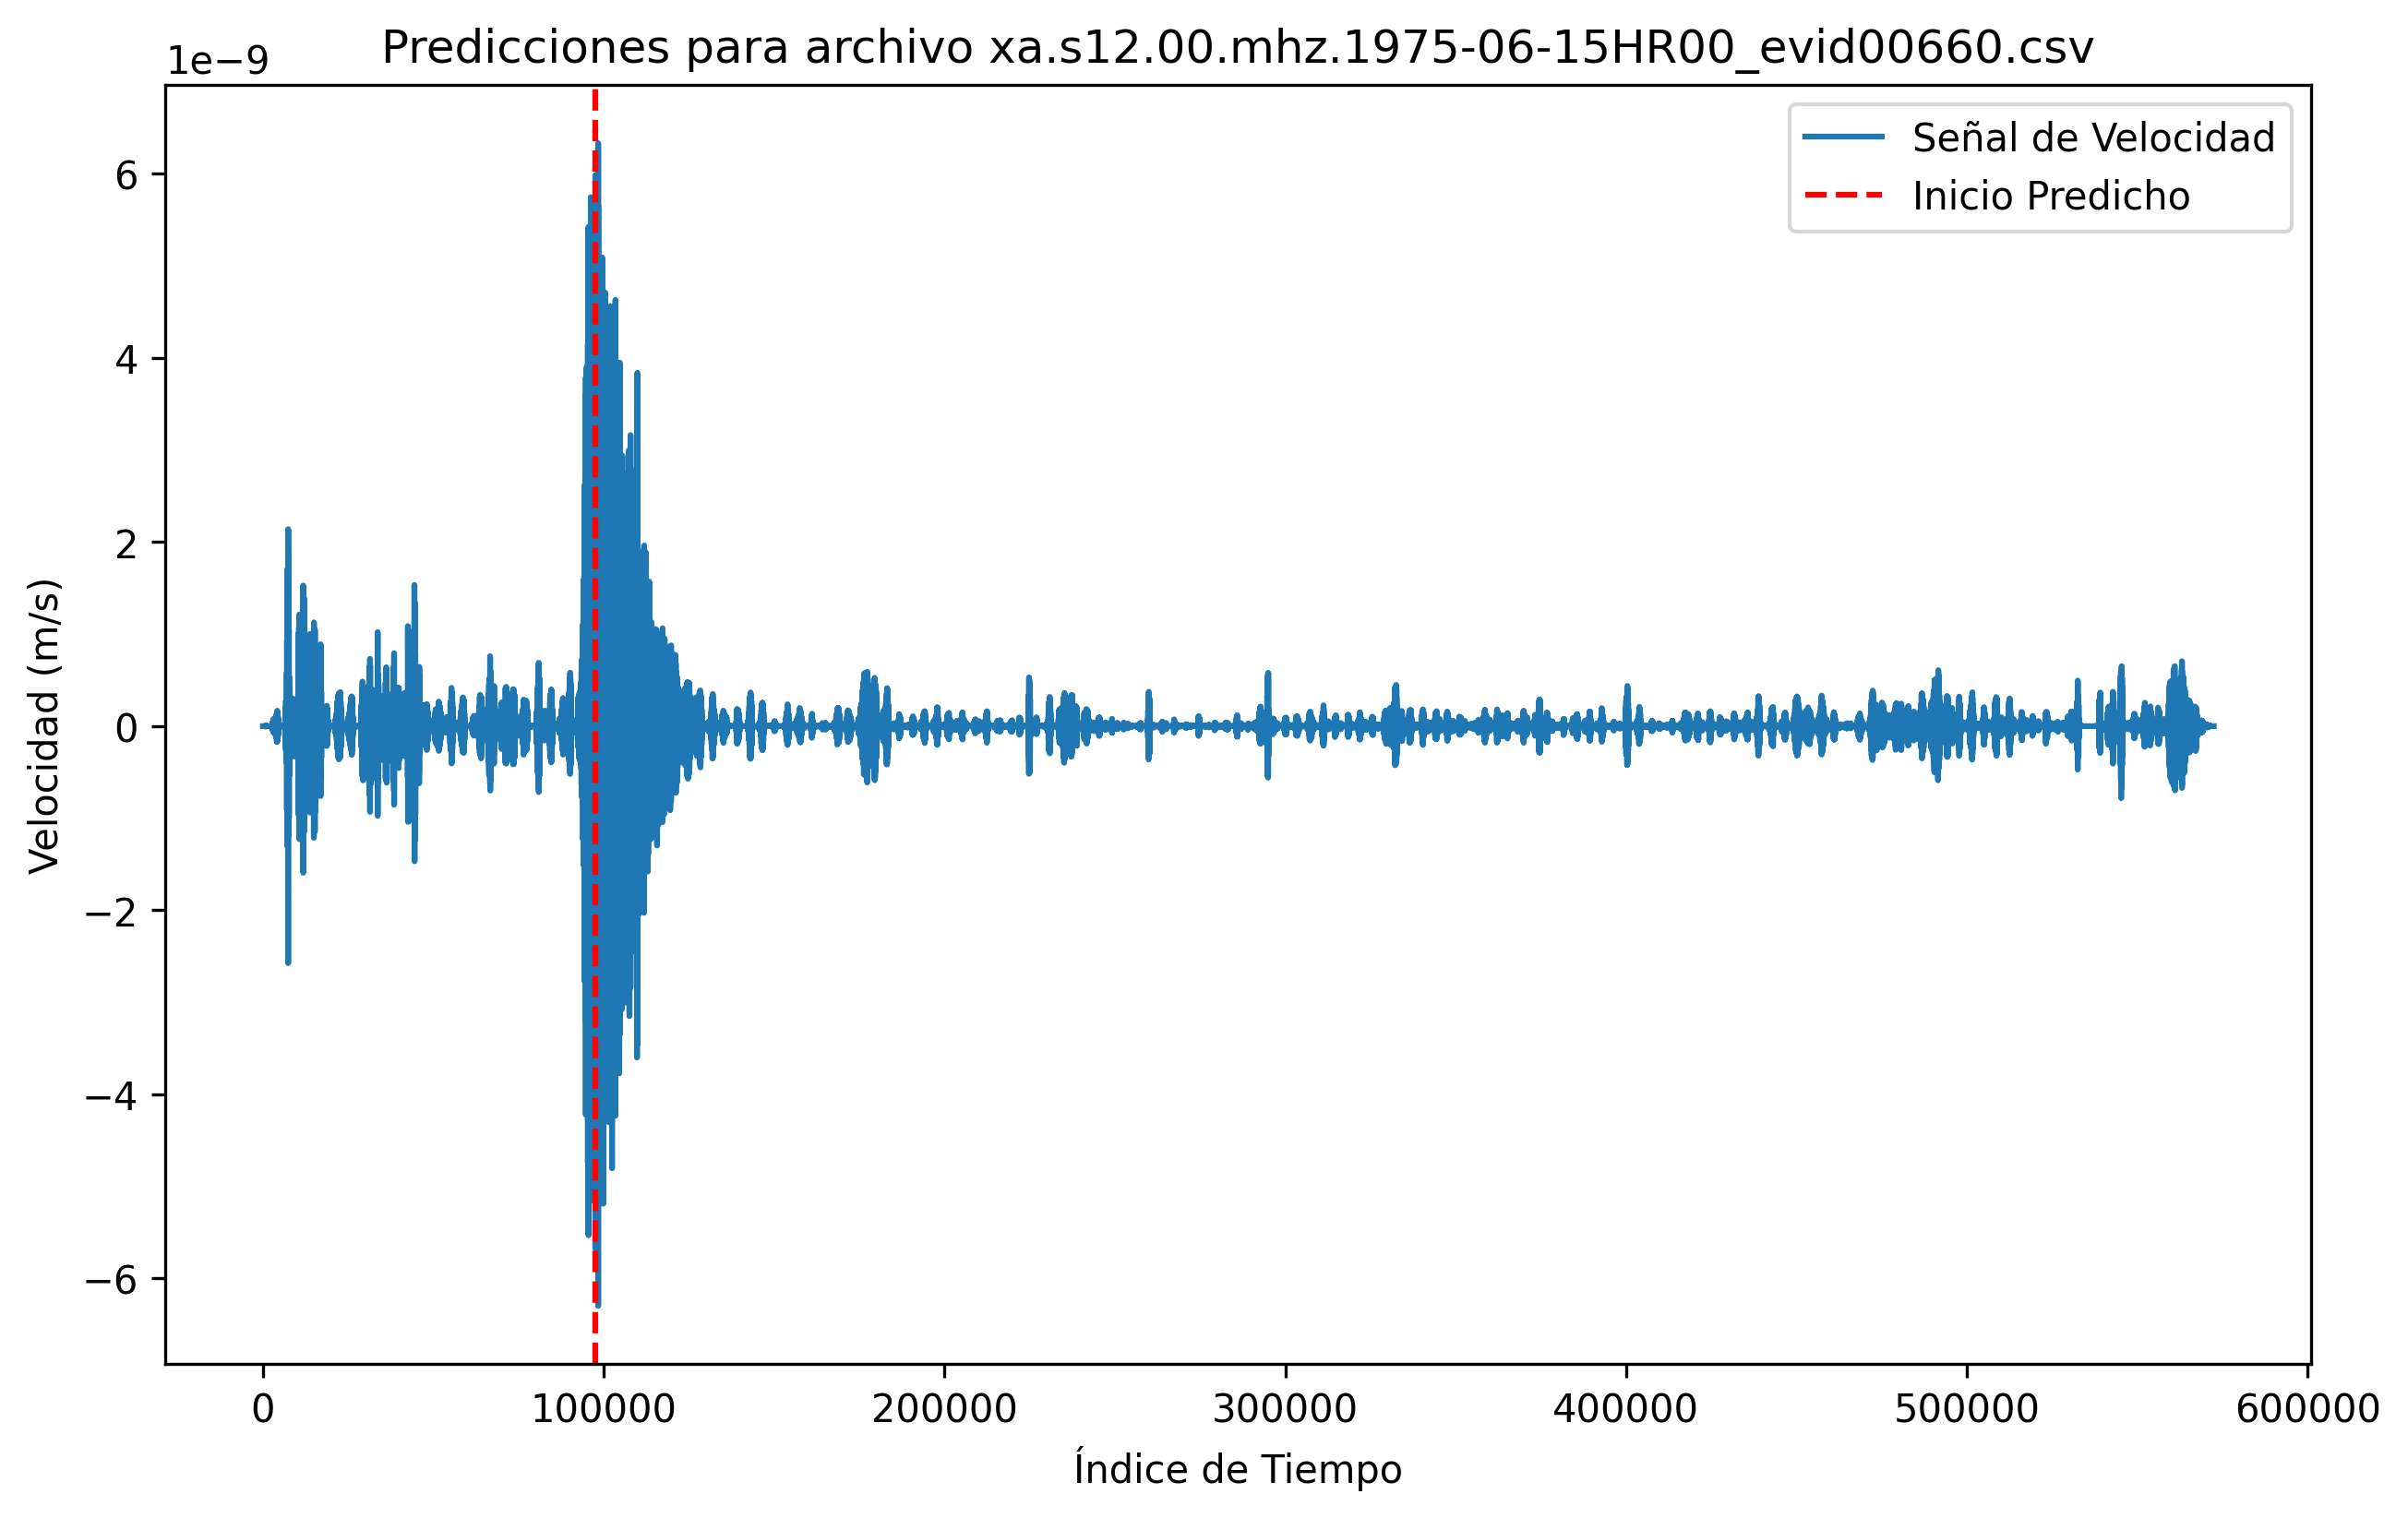 Predicciones para archivo xa.s12.00.mhz.1975-06-15HR00_evid00660.csv
1e−9
Señal de Velocidad
Inicio Predicho
6
4
2
0
−2
−4
−6
Velocidad (m/s)
0 100000 200000 300000 400000 500000 600000
Índice de Tiempo